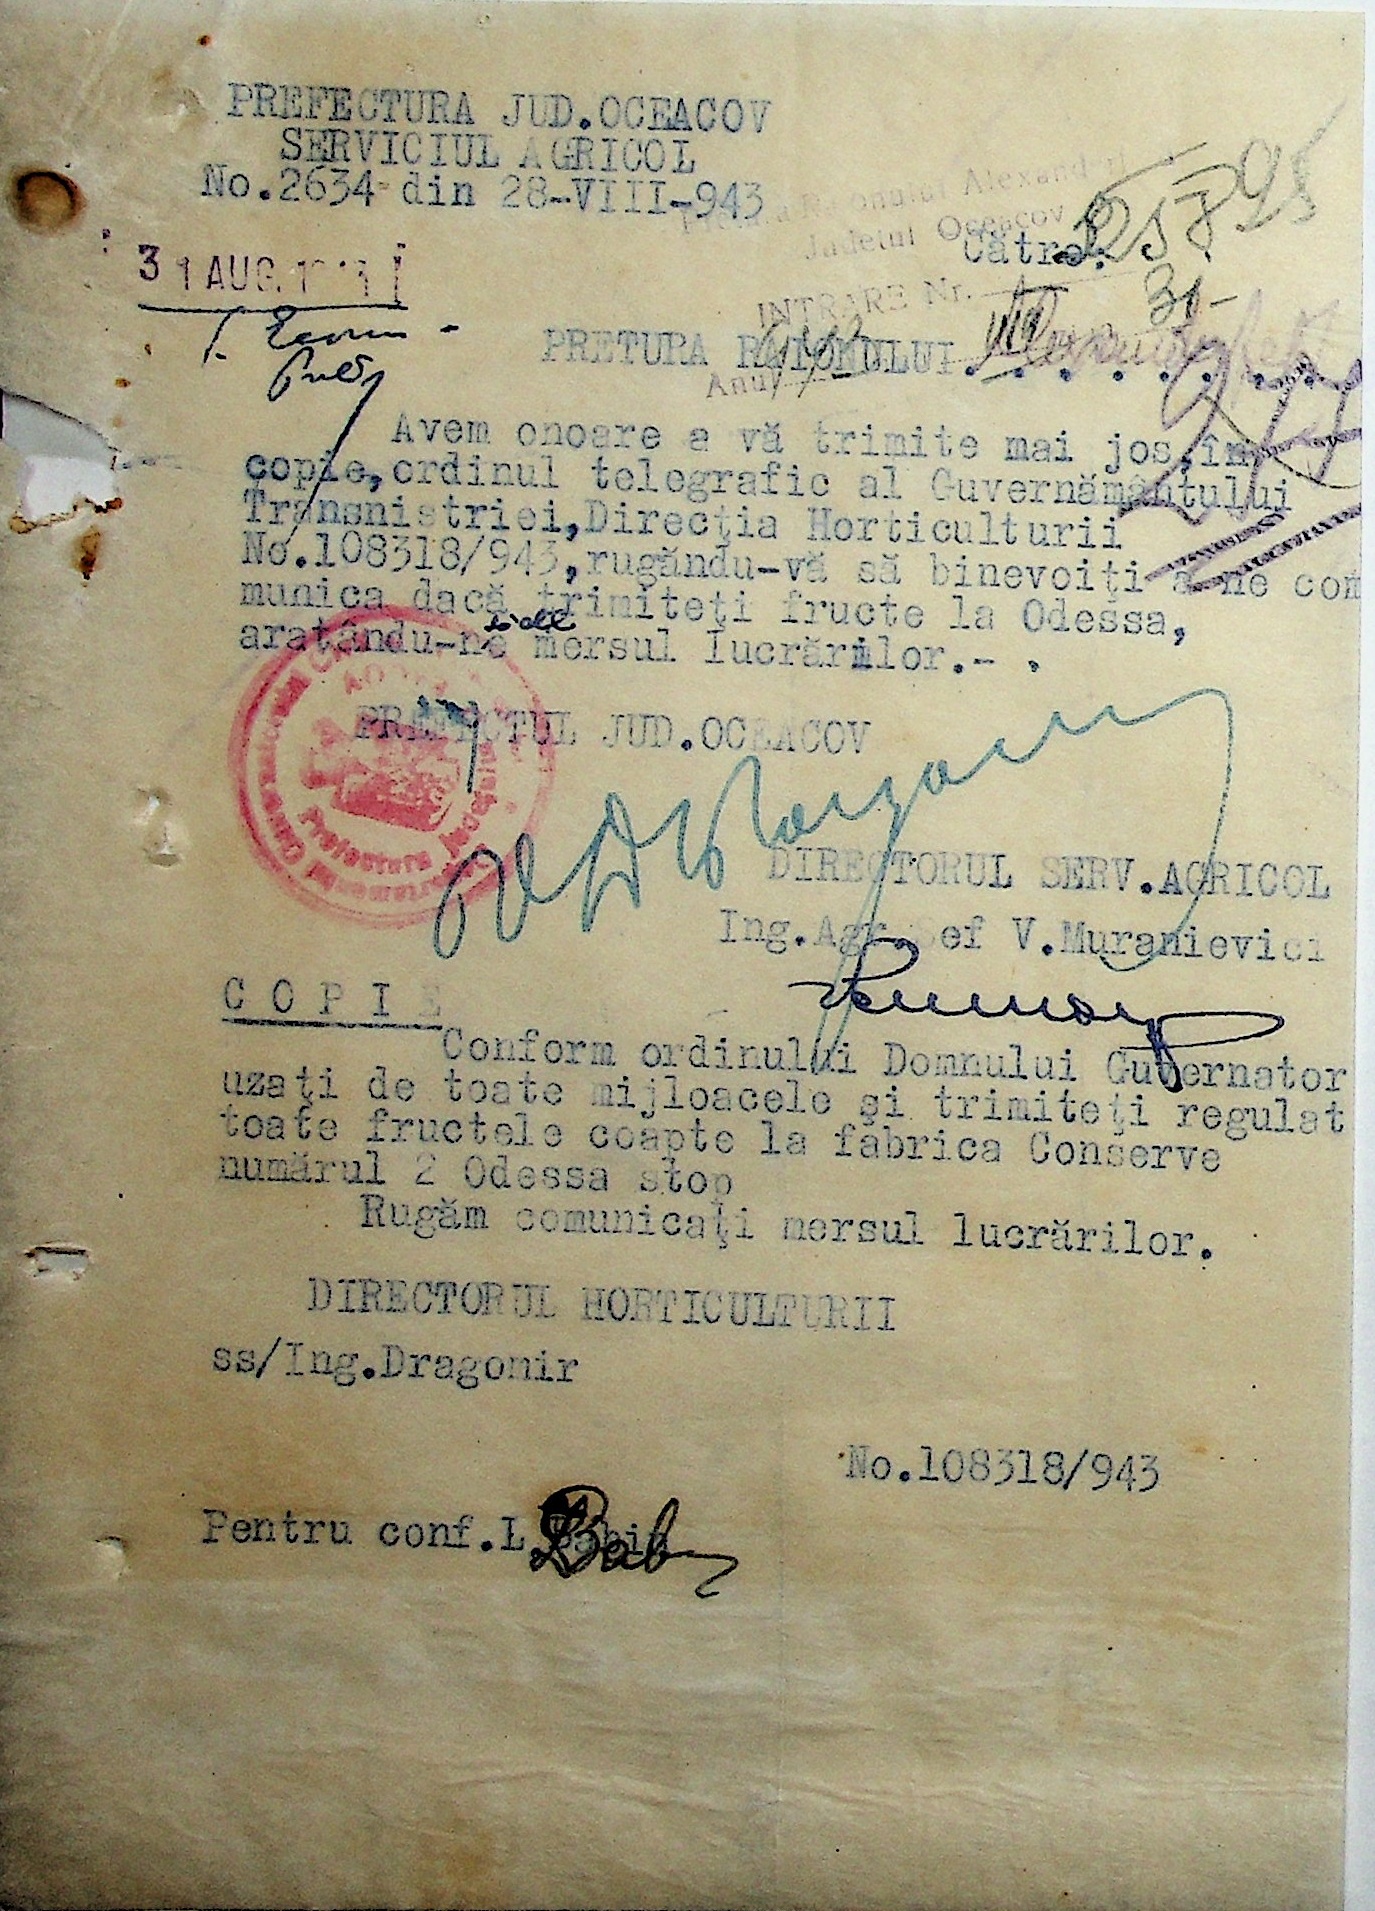 PREFECTURA JUD.OCEACOV
SERVICIUL AGRICOL
No.2634 din 28-VIII-943
Alexand
Judetul Oceacov
Către
31 AUG.
INTRARE Nr.
31-
PRETURA RAIONULUI
Anul
Avem onoare a vă trimite mai jos,în
copie,ordinul telegrafic al Guvernământului
Transnistriei,Direcţia Horticulturii
No.108318/943,rugându-vă să binevoiţi a ne com
munica dacă trimiteţi fructe la Odessa,
aratându-ne mersul lucrărilor.- .
PREFECTUL JUD.OCEACOV
Prefectura
DIRECTORUL SERV.AGRICOL
Ing.Agr.Şef V.Muranievici
C O P I E
Conform ordinului Domnului Guvernator
uzaţi de toate mijloacele şi trimiteţi regulat
toate fructele coapte la fabrica Conserve
numărul 2 Odessa stop
Rugăm comunicaţi mersul lucrărilor.
DIRECTORUL HORTICULTURII
ss/Ing.Dragomir
No.108318/943
Pentru conf.L.